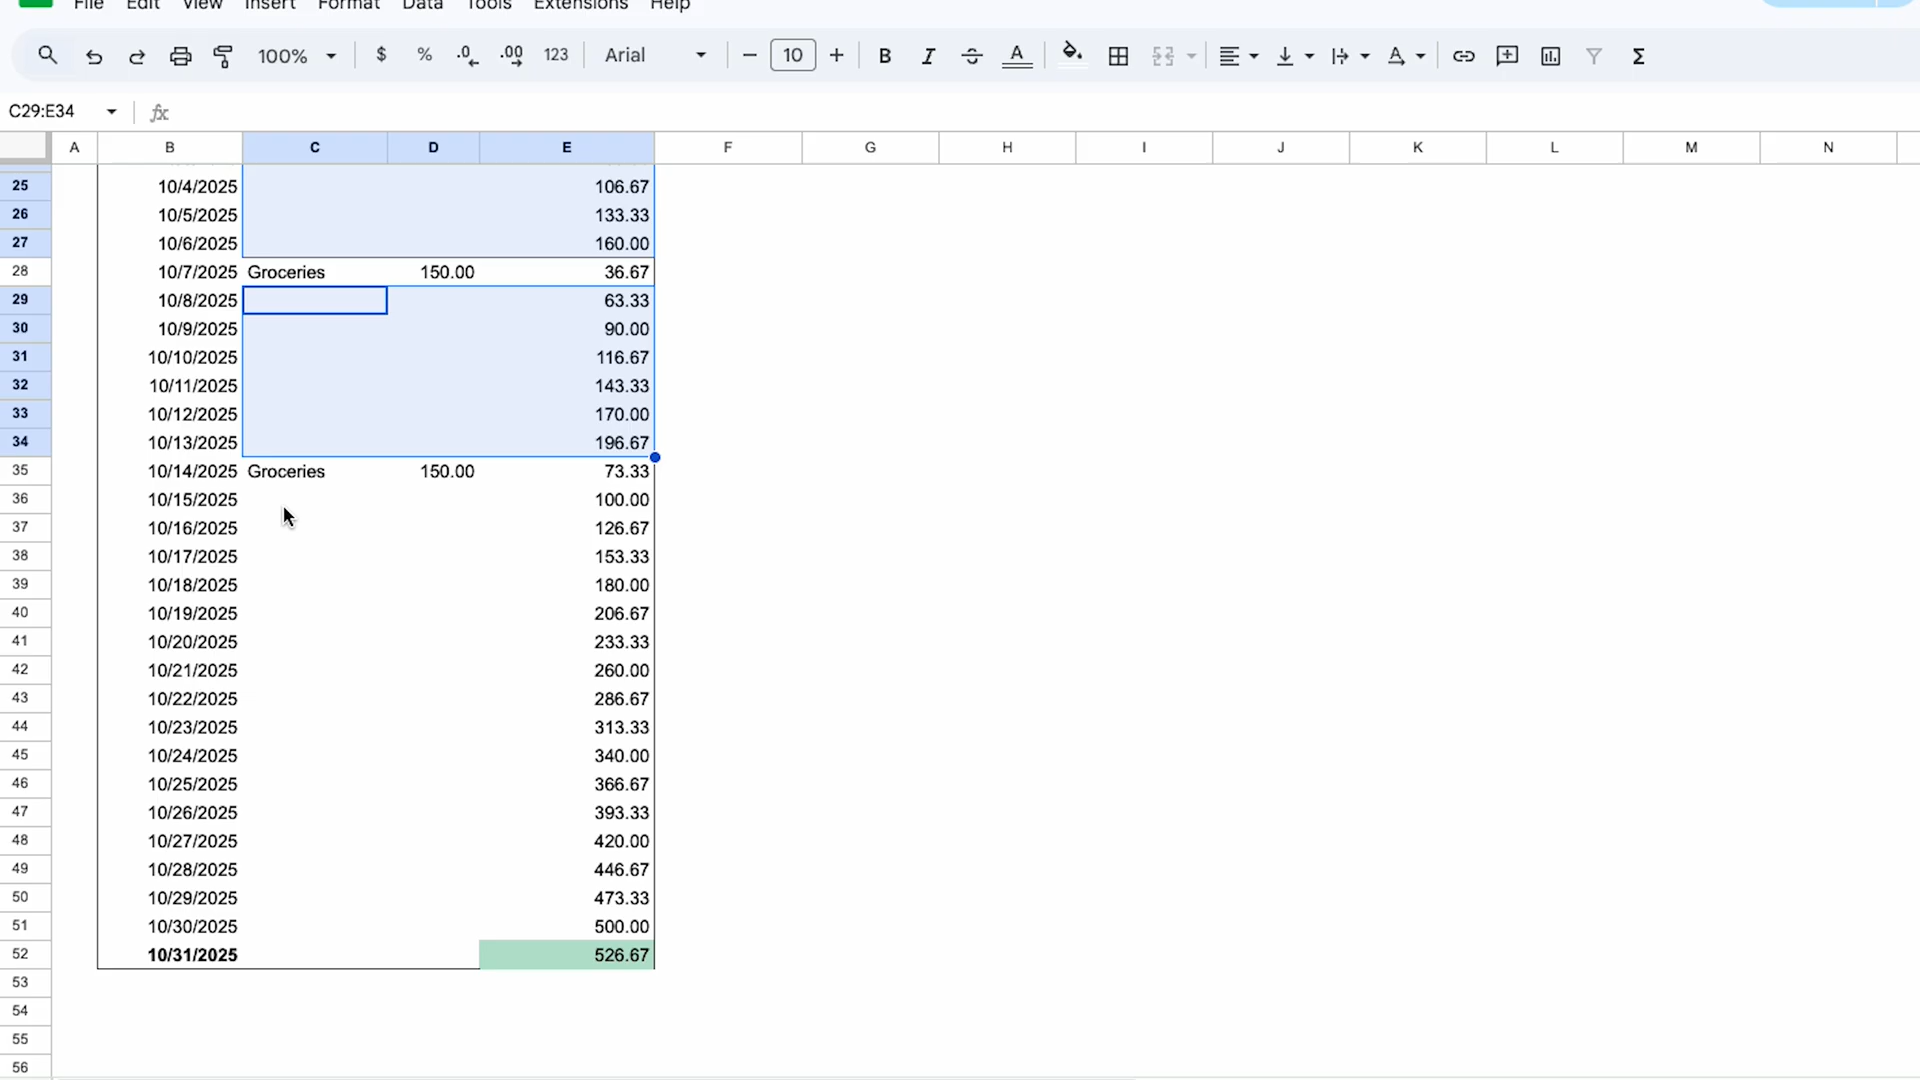 File Edit View Insert Format Data Tools Extensions Help
100% $ % .0 .00 123 Arial 10 B I A A Σ
C29:E34 fx
A B C D E F G H I J K L M N
25 10/4/2025 106.67
26 10/5/2025 133.33
27 10/6/2025 160.00
28 10/7/2025 Groceries 150.00 36.67
29 10/8/2025 63.33
30 10/9/2025 90.00
31 10/10/2025 116.67
32 10/11/2025 143.33
33 10/12/2025 170.00
34 10/13/2025 196.67
35 10/14/2025 Groceries 150.00 73.33
36 10/15/2025 100.00
37 10/16/2025 126.67
38 10/17/2025 153.33
39 10/18/2025 180.00
40 10/19/2025 206.67
41 10/20/2025 233.33
42 10/21/2025 260.00
43 10/22/2025 286.67
44 10/23/2025 313.33
45 10/24/2025 340.00
46 10/25/2025 366.67
47 10/26/2025 393.33
48 10/27/2025 420.00
49 10/28/2025 446.67
50 10/29/2025 473.33
51 10/30/2025 500.00
52 10/31/2025 526.67
53
54
55
56